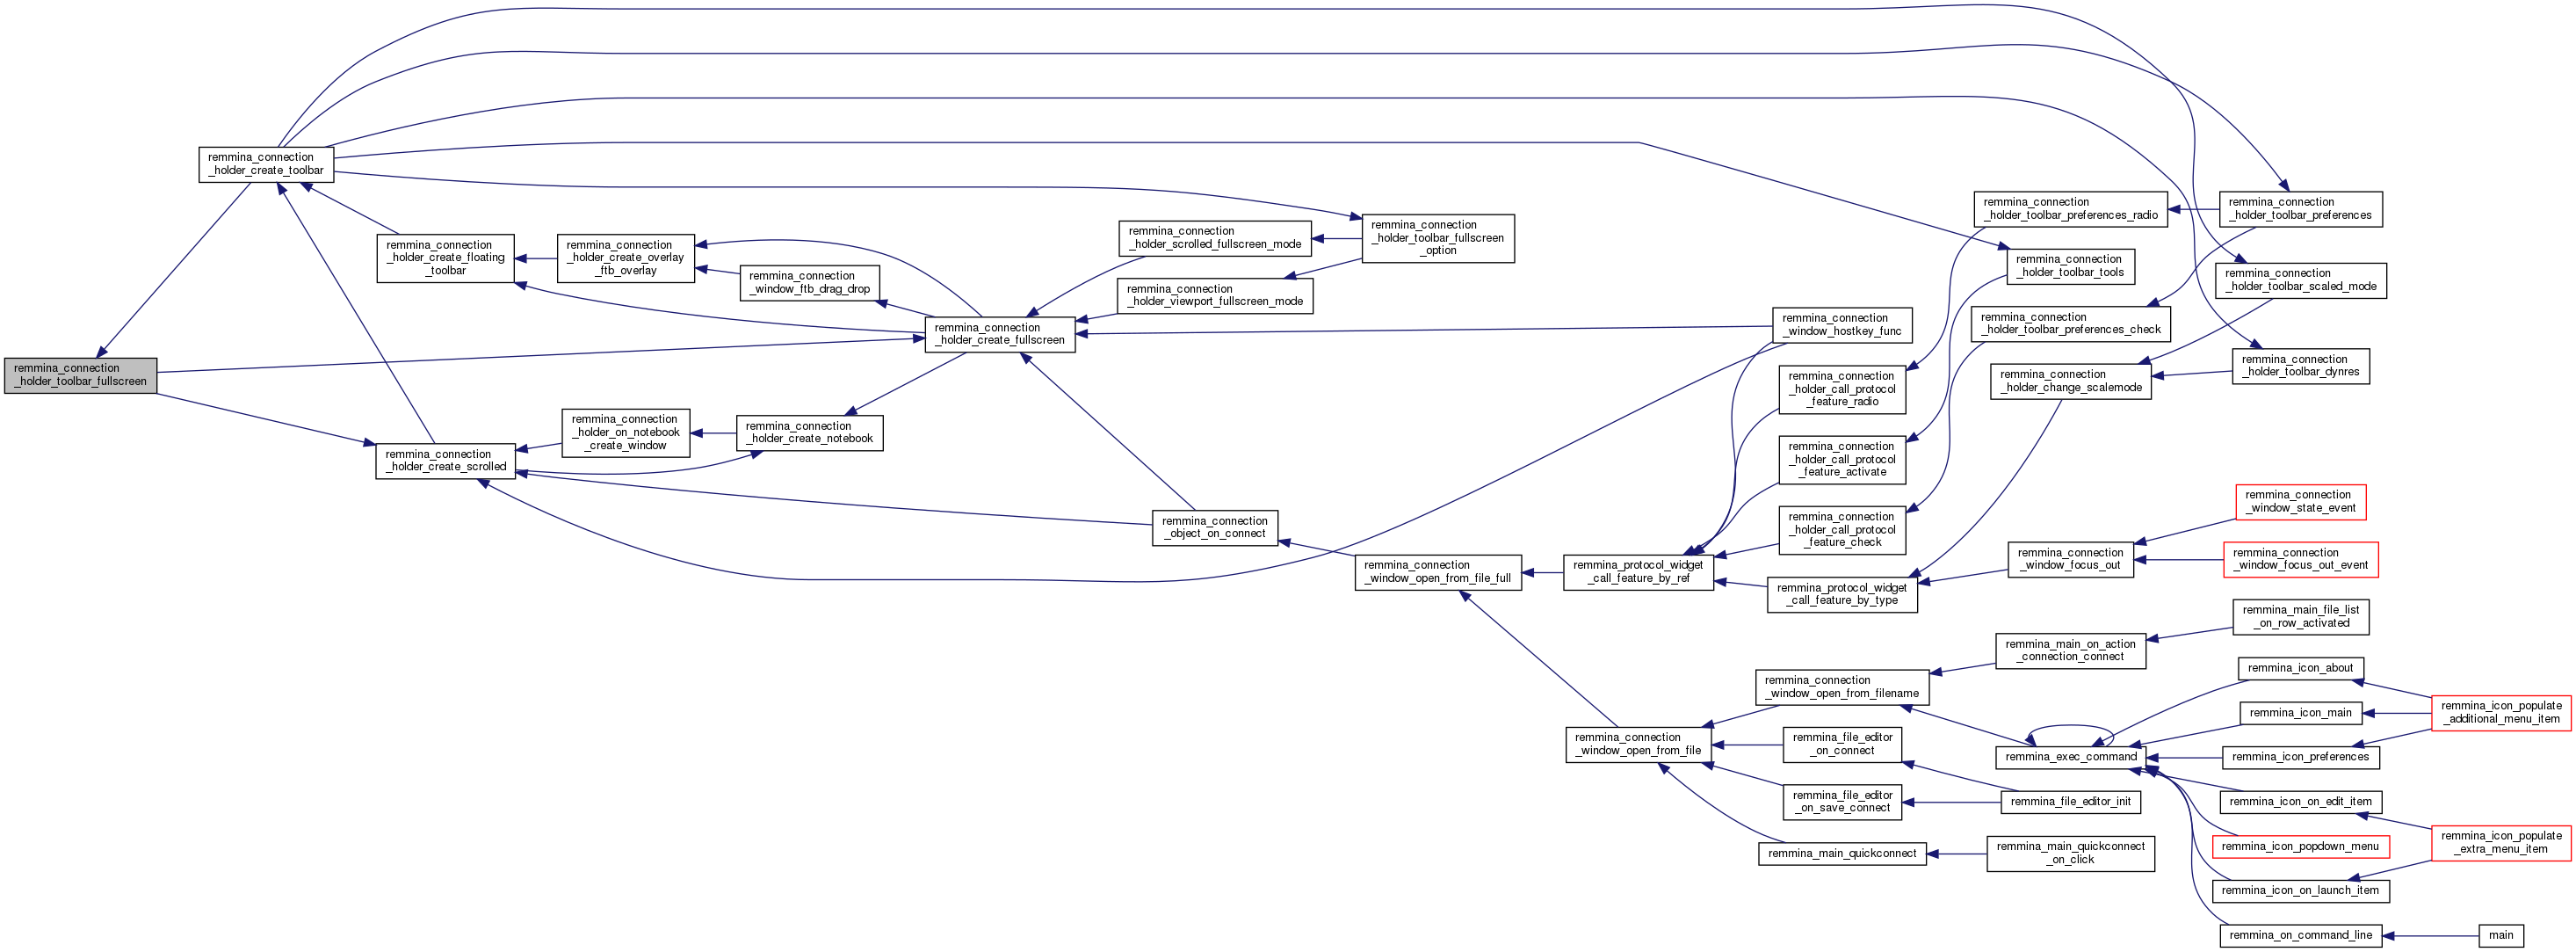 remmina_connection
_holder_toolbar_fullscreen
remmina_connection
_holder_create_toolbar
remmina_connection
_holder_create_floating
_toolbar
remmina_connection
_holder_create_scrolled
remmina_connection
_holder_create_overlay
_ftb_overlay
remmina_connection
_holder_on_notebook
_create_window
remmina_connection
_window_ftb_drag_drop
remmina_connection
_holder_create_notebook
remmina_connection
_holder_create_fullscreen
remmina_connection
_holder_scrolled_fullscreen_mode
remmina_connection
_holder_viewport_fullscreen_mode
remmina_connection
_object_on_connect
remmina_connection
_holder_toolbar_fullscreen
_option
remmina_connection
_window_open_from_file_full
remmina_protocol_widget
_call_feature_by_ref
remmina_connection
_window_open_from_file
remmina_connection
_window_hostkey_func
remmina_connection
_holder_call_protocol
_feature_radio
remmina_connection
_holder_call_protocol
_feature_activate
remmina_connection
_holder_call_protocol
_feature_check
remmina_protocol_widget
_call_feature_by_type
remmina_connection
_window_open_from_filename
remmina_file_editor
_on_connect
remmina_file_editor
_on_save_connect
remmina_main_quickconnect
remmina_connection
_holder_toolbar_preferences_radio
remmina_connection
_holder_toolbar_tools
remmina_connection
_holder_toolbar_preferences_check
remmina_connection
_holder_change_scalemode
remmina_connection
_window_focus_out
remmina_main_on_action
_connection_connect
remmina_exec_command
remmina_file_editor_init
remmina_main_quickconnect
_on_click
remmina_connection
_holder_toolbar_preferences
remmina_connection
_holder_toolbar_scaled_mode
remmina_connection
_holder_toolbar_dynres
remmina_connection
_window_state_event
remmina_connection
_window_focus_out_event
remmina_main_file_list
_on_row_activated
remmina_icon_about
remmina_icon_main
remmina_icon_preferences
remmina_icon_on_edit_item
remmina_icon_popdown_menu
remmina_icon_on_launch_item
remmina_on_command_line
remmina_icon_populate
_additional_menu_item
remmina_icon_populate
_extra_menu_item
main